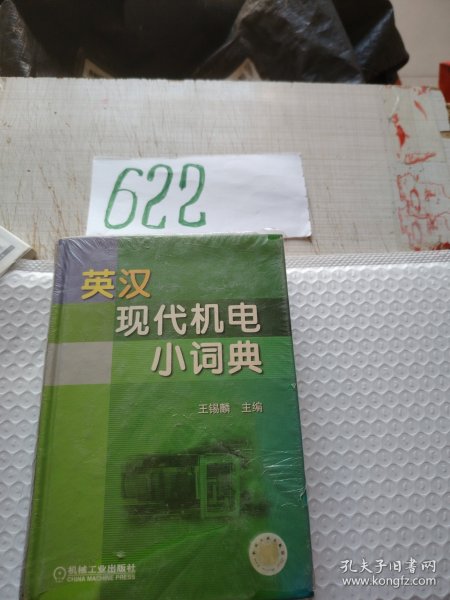 622
英汉
现代机电
小词典
王锡麟 主编
机械工业出版社
CHINA MACHINE PRESS
孔夫子旧书网
www.kongfz.com